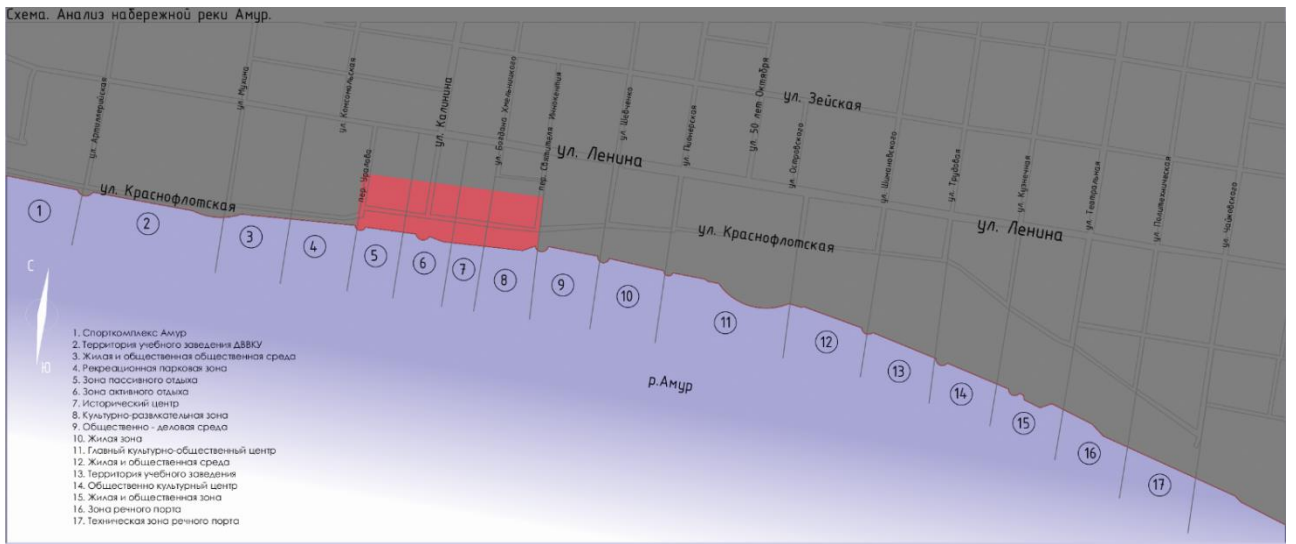 Схема. Анализ набережной реки Амур.
ул. Артиллерийская
ул. Мухина
ул. Комсомольская
ул. Калинина
ул. Богдана Хмельницкого
пер. Святителя Иннокентия
ул. Шевченко
ул. Пионерская
ул. 50 лет Октября
ул. Зейская
ул. Ленина
пер. Уралова
ул. Островского
ул. Шимановского
ул. Трудовая
ул. Кузнечная
ул. Театральная
ул. Политехническая
ул. Чайковского
ул. Краснофлотская
ул. Краснофлотская
ул. Ленина
1
2
3
4
5
6
7
8
9
10
11
12
13
14
15
16
17
С
Ю
р.Амур
1. Спорткомплекс Амур
2. Территория учебного заведения ДВВКУ
3. Жилая и общественная общественная среда
4. Рекреационная парковая зона
5. Зона пассивного отдыха
6. Зона активного отдыха
7. Исторический центр
8. Культурно-развлкательная зона
9. Общественно - деловая среда
10. Жилая зона
11. Главный культурно-общественный центр
12. Жилая и общественная среда
13. Территория учебного заведения
14. Общественно культурный центр
15. Жилая и общественная зона
16. Зона речного порта
17. Техническая зона речного порта